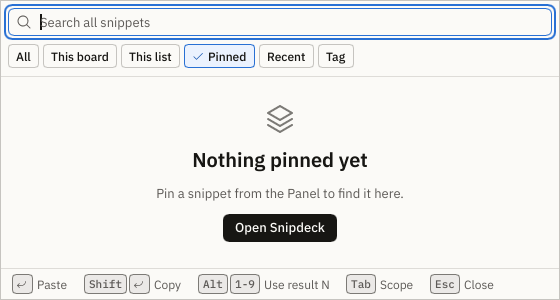 Search all snippets
All This board This list Pinned Recent Tag
Nothing pinned yet
Pin a snippet from the Panel to find it here.
Open Snipdeck
Paste Shift Copy Alt 1-9 Use result N Tab Scope Esc Close